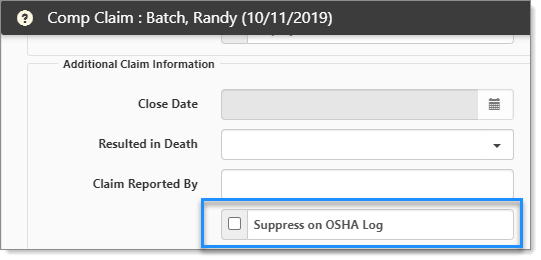 Comp Claim : Batch, Randy (10/11/2019)
Additional Claim Information
Close Date
Resulted in Death
Claim Reported By
Suppress on OSHA Log